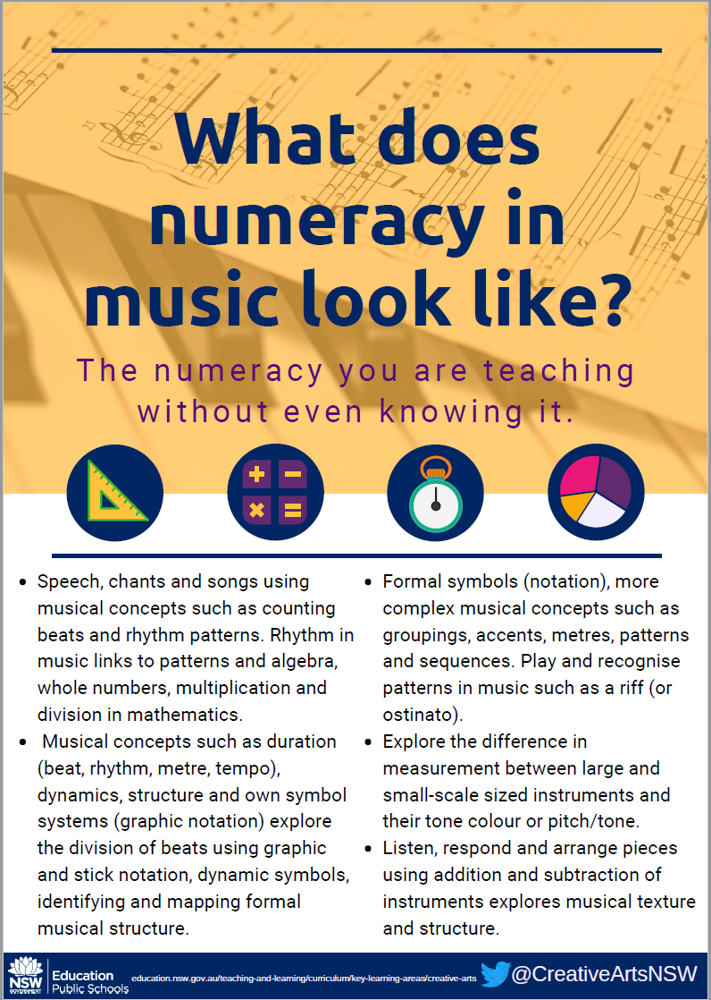 What does
numeracy in
music look like?
The numeracy you are teaching
without even knowing it.
• Speech, chants and songs using
musical concepts such as counting
beats and rhythm patterns. Rhythm in
music links to patterns and algebra,
whole numbers, multiplication and
division in mathematics.
• Musical concepts such as duration
(beat, rhythm, metre, tempo),
dynamics, structure and own symbol
systems (graphic notation) explore
the division of beats using graphic
and stick notation, dynamic symbols,
identifying and mapping formal
musical structure.
• Formal symbols (notation), more
complex musical concepts such as
groupings, accents, metres, patterns
and sequences. Play and recognise
patterns in music such as a riff (or
ostinato).
• Explore the difference in
measurement between large and
small-scale sized instruments and
their tone colour or pitch/tone.
• Listen, respond and arrange pieces
using addition and subtraction of
instruments explores musical texture
and structure.
NSW
GOVERNMENT
Education
Public Schools
education.nsw.gov.au/teaching-and-learning/curriculum/key-learning-areas/creative-arts
@CreativeArtsNSW